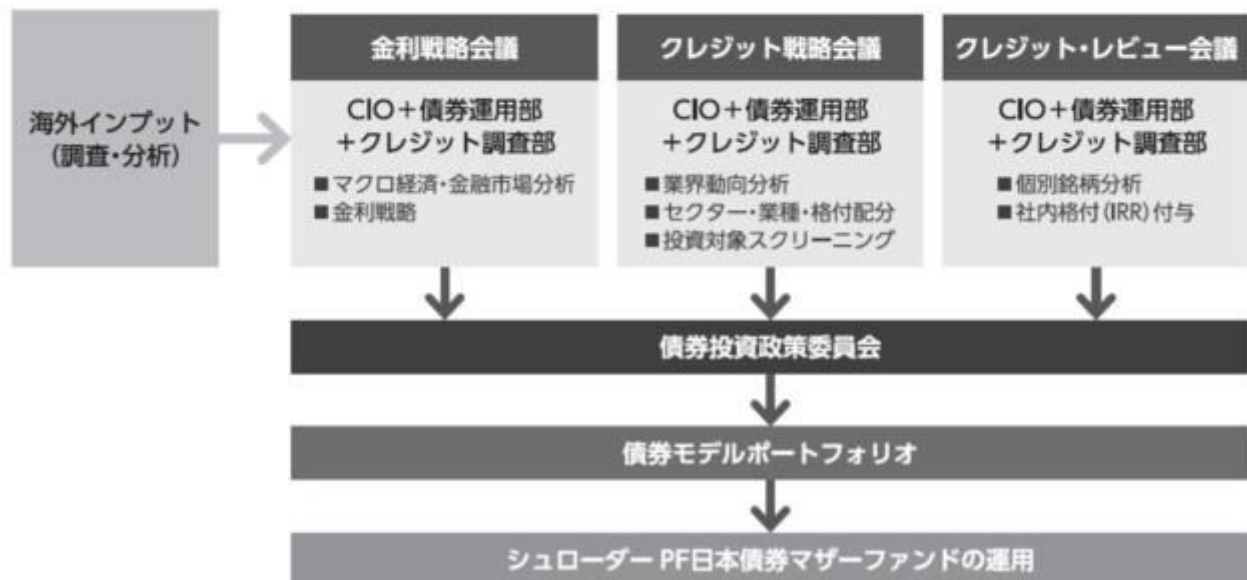 海外インプット
(調査・分析)
金利戦略会議
CIO+債券運用部
+クレジット調査部
■マクロ経済・金融市場分析
■金利戦略
クレジット戦略会議
CIO+債券運用部
+クレジット調査部
■業界動向分析
■セクター・業種・格付配分
■投資対象スクリーニング
クレジット・レビュー会議
CIO+債券運用部
+クレジット調査部
■個別銘柄分析
■社内格付(IRR)付与
債券投資政策委員会
債券モデルポートフォリオ
シュローダーPF日本債券マザーファンドの運用